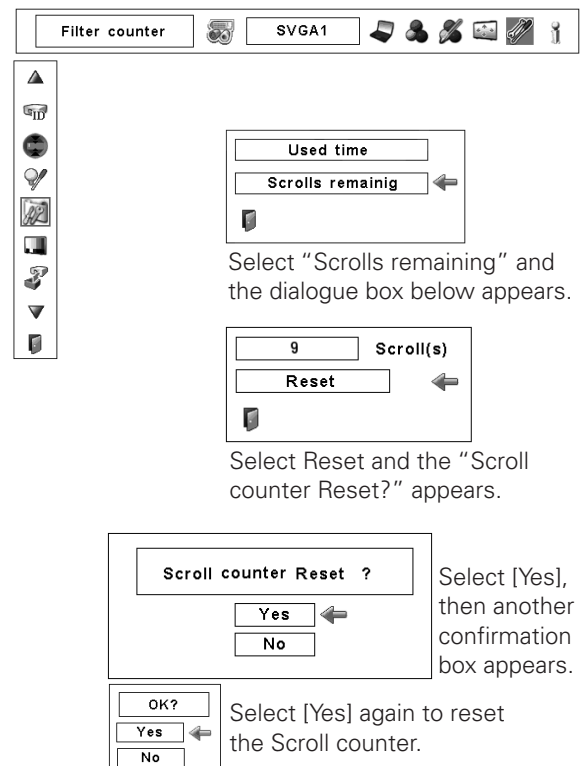 Filter counter
SVGA1
ID
Used time
Scrolls remainig
Select “Scrolls remaining” and
the dialogue box below appears.
9 Scroll(s)
Reset
Select Reset and the “Scroll
counter Reset?” appears.
Scroll counter Reset ?
Yes
No
Select [Yes],
then another
confirmation
box appears.
OK?
Yes
No
Select [Yes] again to reset
the Scroll counter.